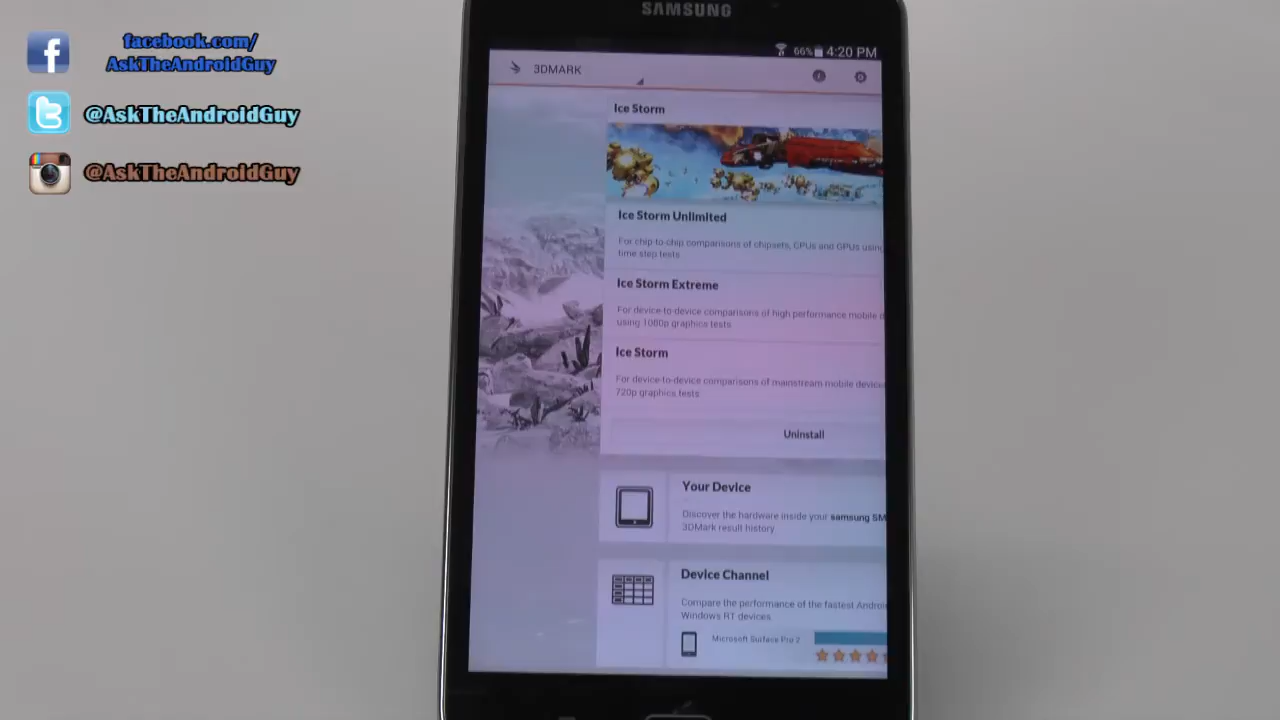 facebook.com/
AskTheAndroidGuy
@AskTheAndroidGuy
@AskTheAndroidGuy
SAMSUNG
66% 4:20 PM
3DMARK
Ice Storm
Ice Storm Unlimited
For chip-to-chip comparisons of chipsets, CPUs and GPUs using
time step tests
Ice Storm Extreme
For device-to-device comparisons of high performance mobile d
using 1080p graphics tests
Ice Storm
For device-to-device comparisons of mainstream mobile device
720p graphics tests
Uninstall
Your Device
Discover the hardware inside your samsung SM
3DMark result history
Device Channel
Compare the performance of the fastest Androi
Windows RT devices
Microsoft Surface Pro 2